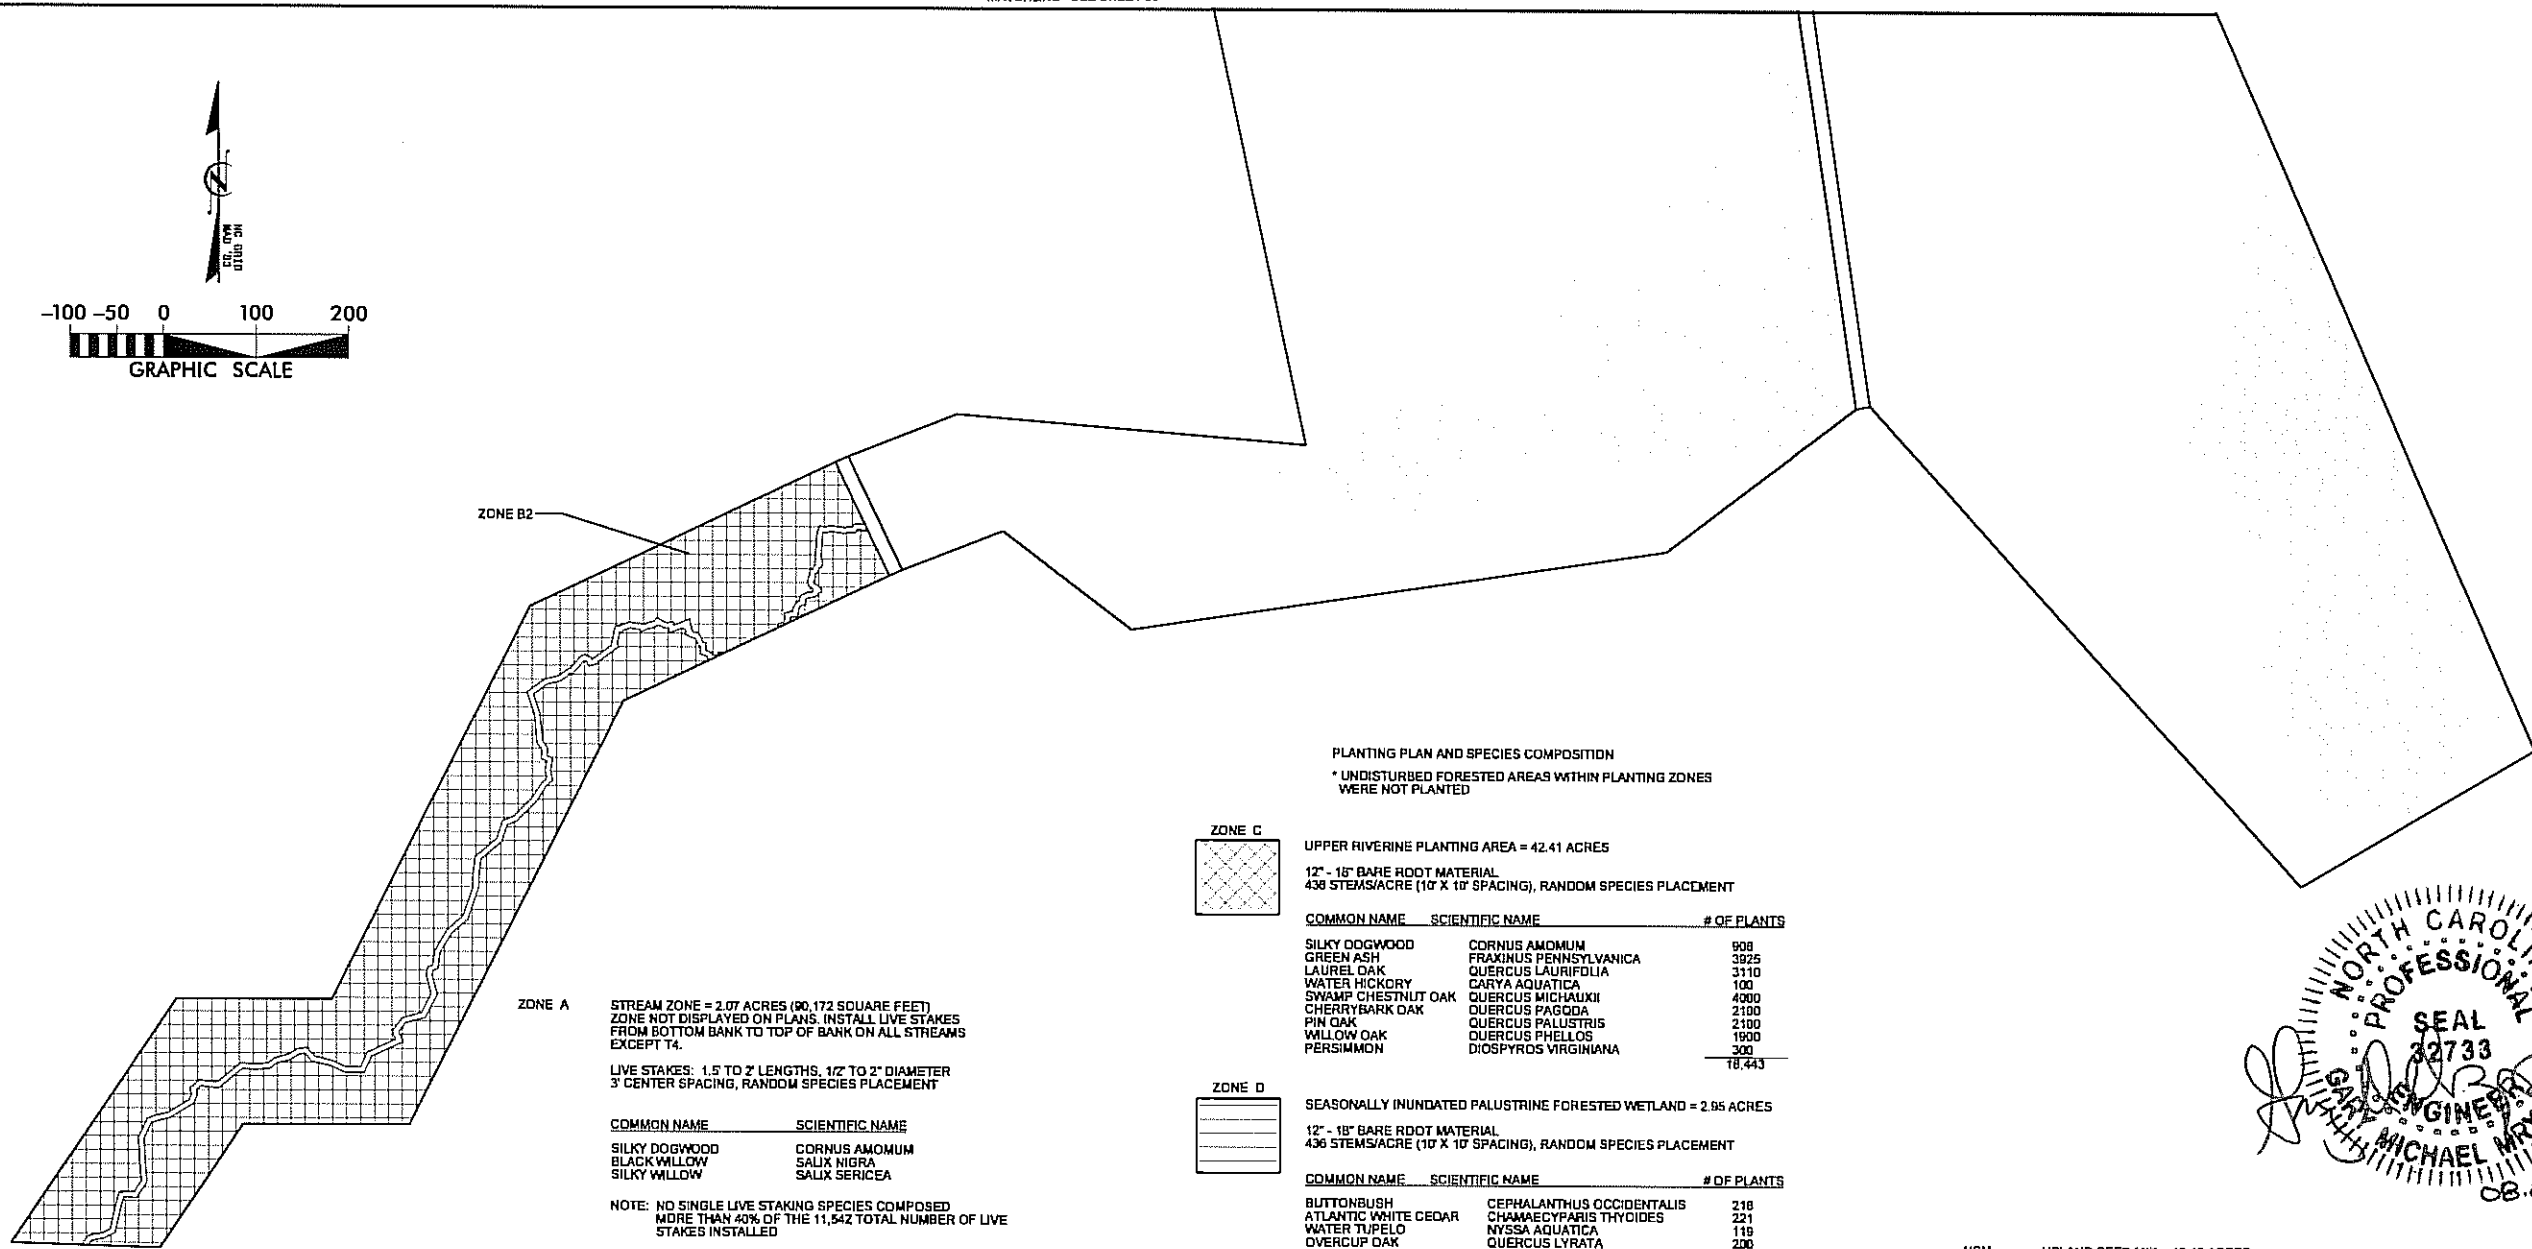 NC GRID
NAD
-100 -50 0 100 200
GRAPHIC SCALE
ZONE B2
PLANTING PLAN AND SPECIES COMPOSITION
* UNDISTURBED FORESTED AREAS WITHIN PLANTING ZONES
WERE NOT PLANTED
ZONE C
UPPER RIVERINE PLANTING AREA = 42.41 ACRES
12" - 18" BARE ROOT MATERIAL
436 STEMS/ACRE (10' X 10' SPACING), RANDOM SPECIES PLACEMENT
COMMON NAME SCIENTIFIC NAME # OF PLANTS
SILKY DOGWOOD CORNUS AMOMUM 908
GREEN ASH FRAXINUS PENNSYLVANICA 3925
LAUREL OAK QUERCUS LAURIFOLIA 3110
WATER HICKORY CARYA AQUATICA 100
SWAMP CHESTNUT OAK QUERCUS MICHAUXII 4000
CHERRYBARK OAK QUERCUS PAGODA 2100
PIN OAK QUERCUS PALUSTRIS 2100
WILLOW OAK QUERCUS PHELLOS 1900
PERSIMMON DIOSPYROS VIRGINIANA 300
18,443
ZONE D
SEASONALLY INUNDATED PALUSTRINE FORESTED WETLAND = 2.95 ACRES
12" - 18" BARE ROOT MATERIAL
436 STEMS/ACRE (10' X 10' SPACING), RANDOM SPECIES PLACEMENT
COMMON NAME SCIENTIFIC NAME # OF PLANTS
BUTTONBUSH CEPHALANTHUS OCCIDENTALIS 218
ATLANTIC WHITE CEDAR CHAMAECYPARIS THYOIDES 221
WATER TUPELO NYSSA AQUATICA 119
OVERCUP OAK QUERCUS LYRATA 200
ZONE A
STREAM ZONE = 2.07 ACRES (90,172 SQUARE FEET)
ZONE NOT DISPLAYED ON PLANS. INSTALL LIVE STAKES
FROM BOTTOM BANK TO TOP OF BANK ON ALL STREAMS
EXCEPT T4.
LIVE STAKES: 1.5' TO 2' LENGTHS, 1/2" TO 2" DIAMETER
3' CENTER SPACING, RANDOM SPECIES PLACEMENT
COMMON NAME SCIENTIFIC NAME
SILKY DOGWOOD CORNUS AMOMUM
BLACK WILLOW SALIX NIGRA
SILKY WILLOW SALIX SERICEA
NOTE: NO SINGLE LIVE STAKING SPECIES COMPOSED
MORE THAN 40% OF THE 11,542 TOTAL NUMBER OF LIVE
STAKES INSTALLED
NORTH CAROLI
PROFESSIONAL
SEAL
32733
ENGINEER
GARY MICHAEL
08.